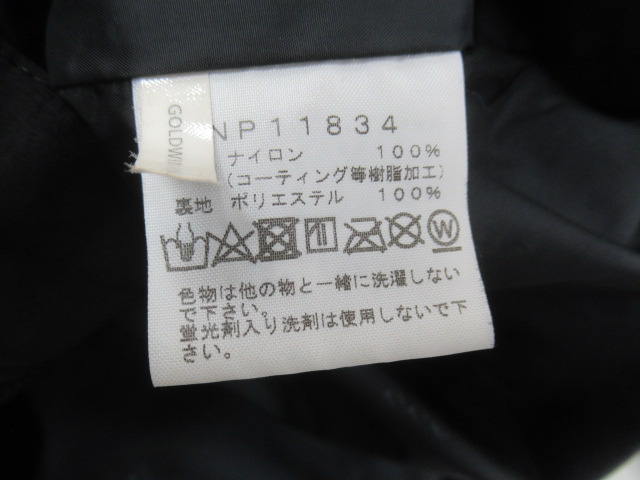 GOLDWI
NP11834
ナイロン 100%
(コーティング等樹脂加工)
裏地 ポリエステル 100%
W
色物は他の物と一緒に洗濯しない
で下さい。
蛍光剤入り洗剤は使用しないで下
さい。